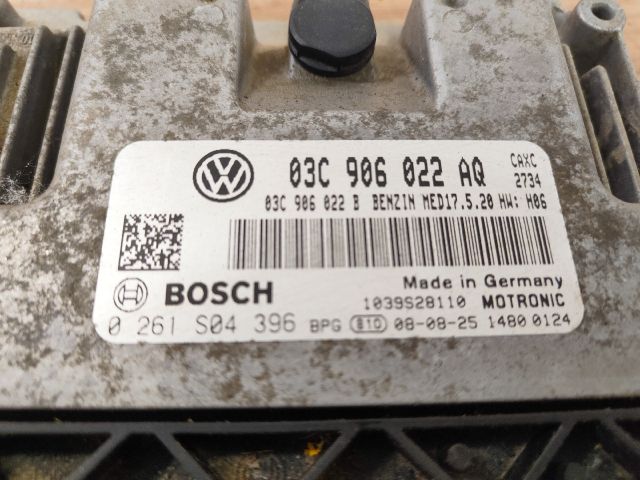 03C 906 022 AQ CAXC
2734
03C 906 022 B BENZIN MED17.5.20 HW: H06
Made in Germany
BOSCH 1039S28110 MOTRONIC
0 261 S04 396 BPG 810 08-08-25 1480 0124